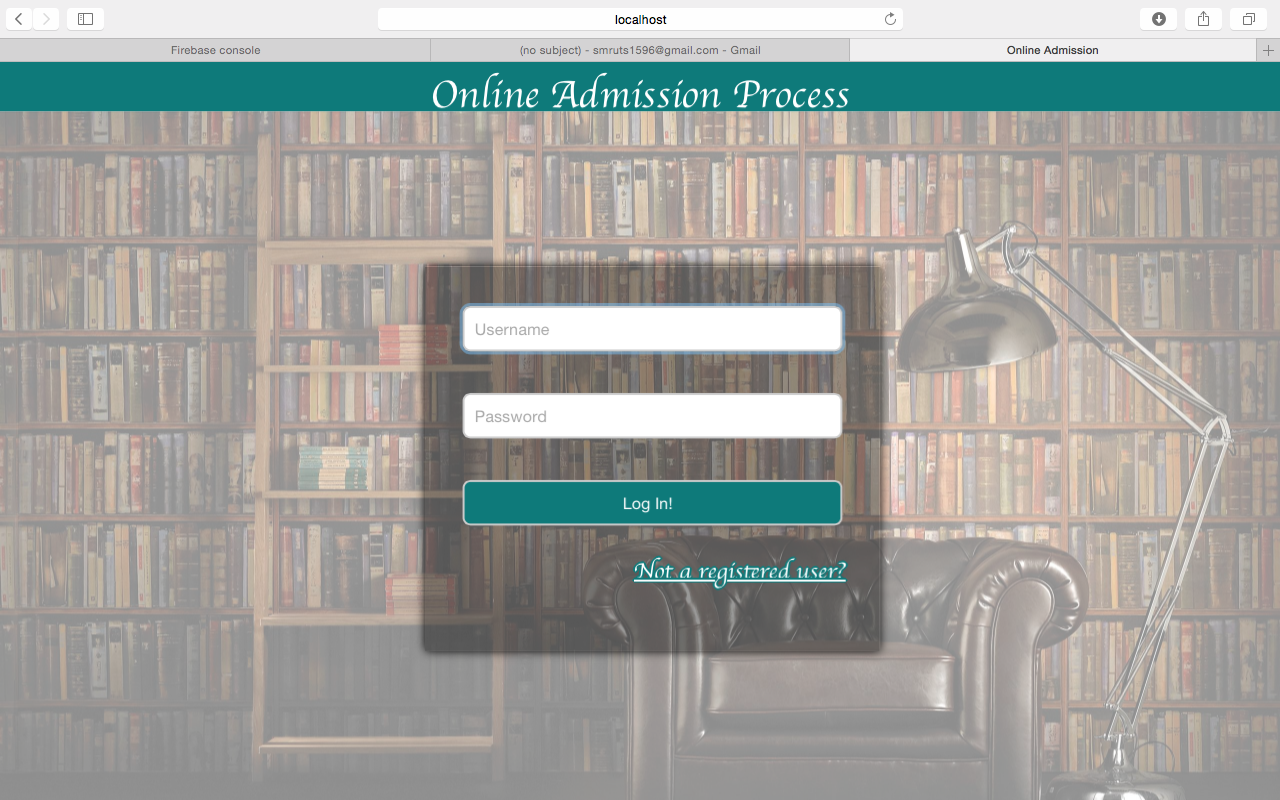 localhost
Firebase console
(no subject) - smruts1596@gmail.com - Gmail
Online Admission
Online Admission Process
Username
Password
Log In!
Not a registered user?